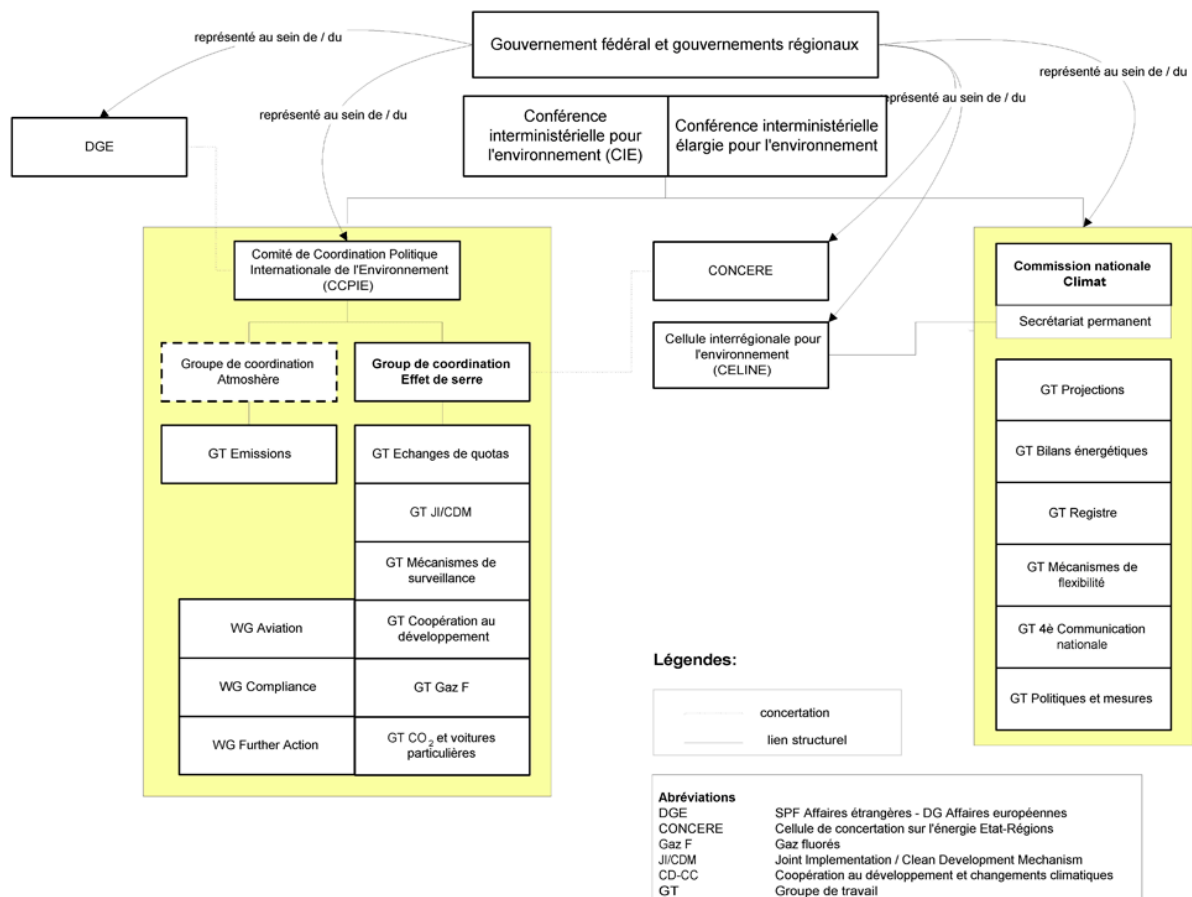 représenté au sein de / du
Gouvernement fédéral et gouvernements régionaux
représenté au sein de / du
représenté au sein de / du
eprésenté au sein de / du
DGE
Conférence
interministérielle pour
l'environnement (CIE)
Conférence interministérielle
élargie pour l'environnement
Comité de Coordination Politique
Internationale de l'Environnement
(CCPIE)
CONCERE
Commission nationale
Climat
Secrétariat permanent
Cellule interrégionale pour
l'environnement
(CELINE)
Groupe de coordination
Atmoshère
Group de coordination
Effet de serre
GT Emissions
GT Echanges de quotas
GT JI/CDM
GT Mécanismes de
surveillance
WG Aviation
GT Coopération au
développement
WG Compliance
GT Gaz F
WG Further Action
GT CO2 et voitures
particulières
GT Projections
GT Bilans énergétiques
GT Registre
GT Mécanismes de
flexibilité
GT 4è Communication
nationale
GT Politiques et mesures
Légendes:
concertation
lien structurel
Abréviations
DGE SPF Affaires étrangères - DG Affaires européennes
CONCERE Cellule de concertation sur l'énergie Etat-Régions
Gaz F Gaz fluorés
JI/CDM Joint Implementation / Clean Development Mechanism
CD-CC Coopération au développement et changements climatiques
GT Groupe de travail